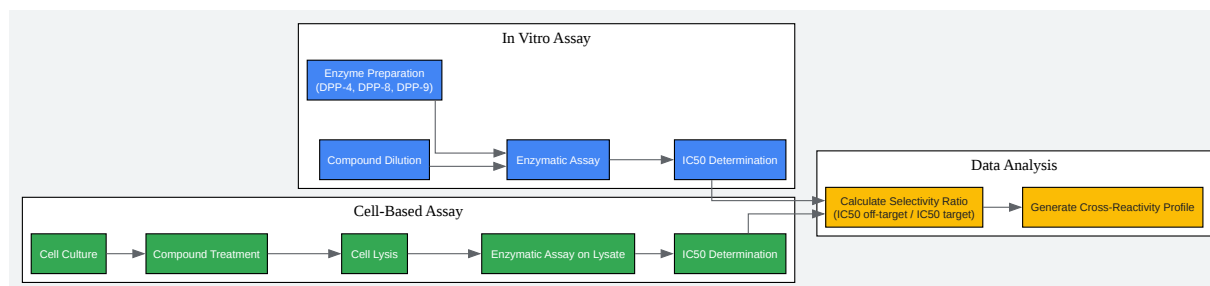 In Vitro Assay
Enzyme Preparation
(DPP-4, DPP-8, DPP-9)
Compound Dilution
Enzymatic Assay
IC50 Determination
Cell-Based Assay
Cell Culture
Compound Treatment
Cell Lysis
Enzymatic Assay on Lysate
IC50 Determination
Data Analysis
Calculate Selectivity Ratio
(IC50 off-target / IC50 target)
Generate Cross-Reactivity Profile